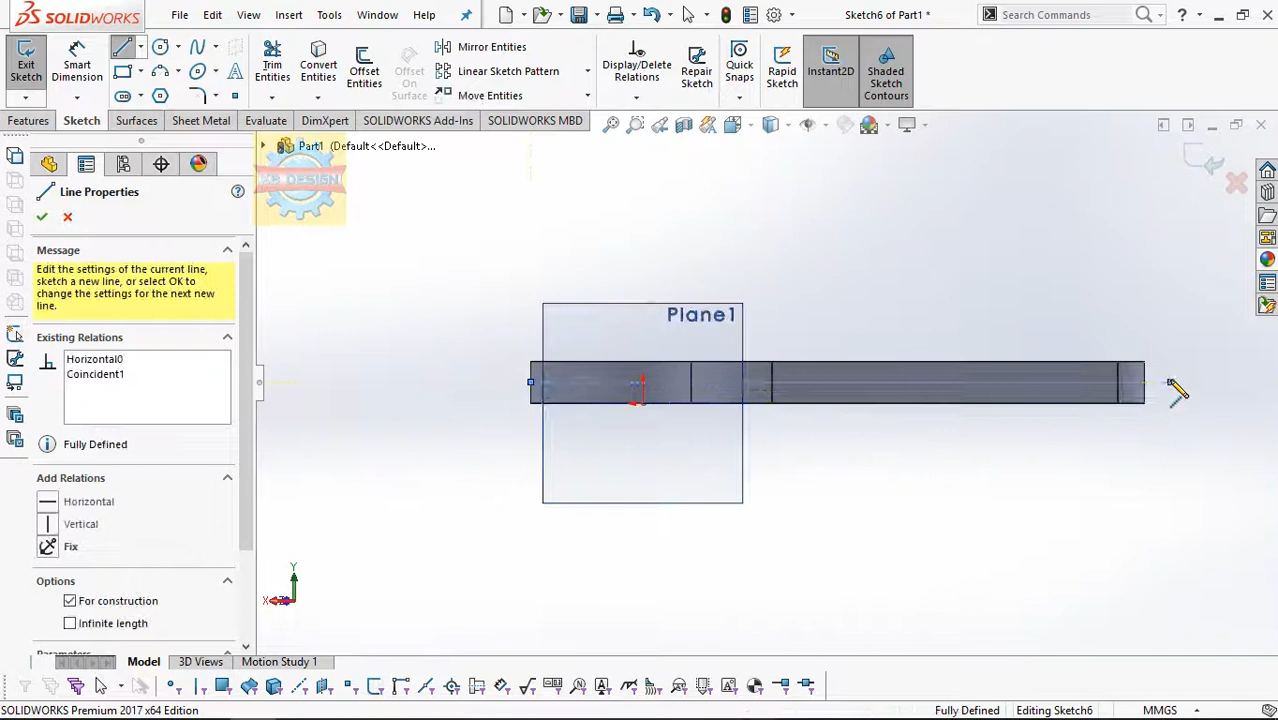 SOLIDWORKS
File Edit View Insert Tools Window Help
Sketch6 of Part1 *
Search Commands
Exit Sketch
Smart Dimension
Trim Entities
Convert Entities
Offset Entities
Offset On Surface
Mirror Entities
Linear Sketch Pattern
Move Entities
Display/Delete Relations
Repair Sketch
Quick Snaps
Rapid Sketch
Instant2D
Shaded Sketch Contours
Features Sketch Surfaces Sheet Metal Evaluate DimXpert SOLIDWORKS Add-Ins SOLIDWORKS MBD
Part1 (Default<<Default>...
DESIGN
Line Properties
Message
Edit the settings of the current line,
sketch a new line, or select OK to
change the settings for the next new
line.
Existing Relations
Horizontal0
Coincident1
Fully Defined
Add Relations
Horizontal
Vertical
Fix
Options
For construction
Infinite length
Plane1
Y
X
Model 3D Views Motion Study 1
SOLIDWORKS Premium 2017 x64 Edition
Fully Defined Editing Sketch6 MMGS